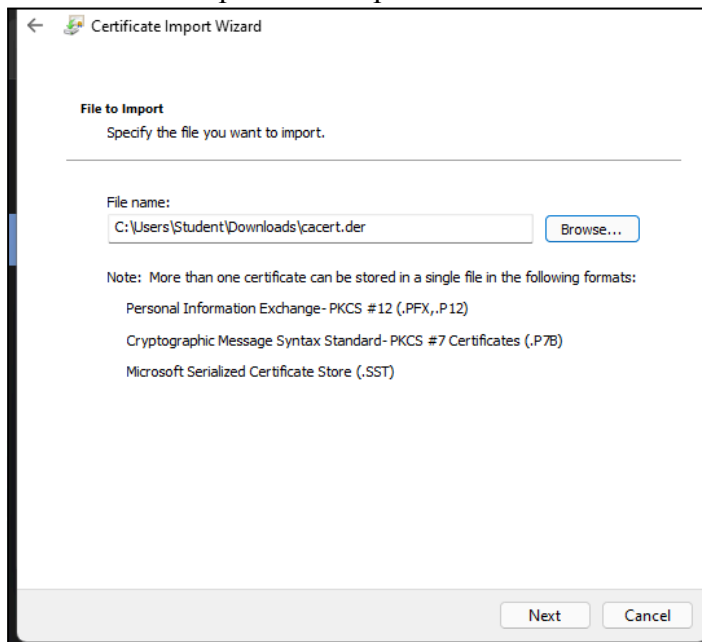 Certificate Import Wizard
File to Import
Specify the file you want to import.
File name:
C:\Users\Student\Downloads\cacert.der
Browse...
Note: More than one certificate can be stored in a single file in the following formats:
Personal Information Exchange- PKCS #12 (.PFX,.P12)
Cryptographic Message Syntax Standard- PKCS #7 Certificates (.P7B)
Microsoft Serialized Certificate Store (.SST)
Next
Cancel